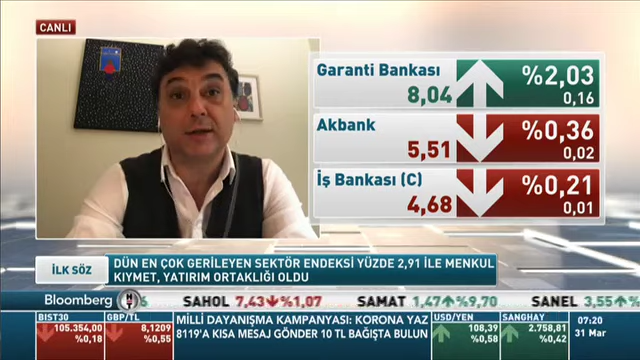 CANLI
Garanti Bankası
8,04
%2,03
0,16
Akbank
5,51
%0,36
0,02
İş Bankası (C)
4,68
%0,21
0,01
İLK SÖZ
DÜN EN ÇOK GERİLEYEN SEKTÖR ENDEKSİ YÜZDE 2,91 İLE MENKUL
KIYMET, YATIRIM ORTAKLIĞI OLDU
Bloomberg HT 6 SAHOL 7,43 %1,07 SAMAT 1,47 %9,70 SANEL 3,55 %
BIST30
105.354,00
%0,18
GBP/TL
8,1209
%0,55
MİLLİ DAYANIŞMA KAMPANYASI: KORONA YAZ
8119'A KISA MESAJ GÖNDER 10 TL BAĞIŞTA BULUN
USD/YEN
108,39
%0,58
SANGHAY
2.758,81
%0,42
07:20
31 Mar